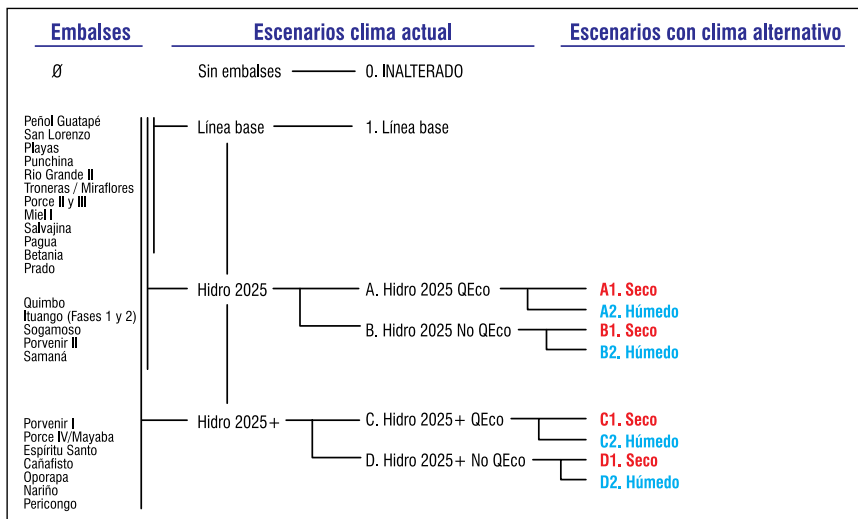 Embalses
Escenarios clima actual
Escenarios con clima alternativo
Ø
Sin embalses
0. INALTERADO
Peñol Guatapé
San Lorenzo
Playas
Punchina
Rio Grande II
Troneras / Miraflores
Porce II y III
Miel I
Salvajina
Pagua
Betania
Prado
Línea base
1. Línea base
Quimbo
Ituango (Fases 1 y 2)
Sogamoso
Porvenir II
Samaná
Hidro 2025
A. Hidro 2025 QEco
A1. Seco
A2. Húmedo
B. Hidro 2025 No QEco
B1. Seco
B2. Húmedo
Porvenir I
Porce IV/Mayaba
Espíritu Santo
Cañafisto
Oporapa
Nariño
Pericongo
Hidro 2025+
C. Hidro 2025+ QEco
C1. Seco
C2. Húmedo
D. Hidro 2025+ No QEco
D1. Seco
D2. Húmedo